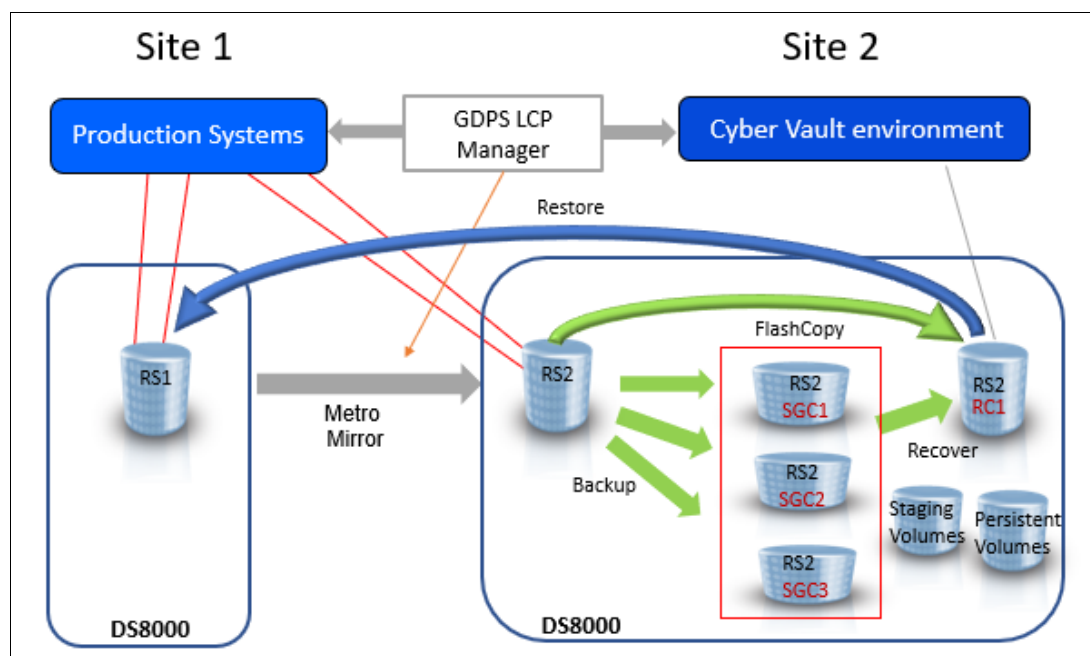 Site 1
Site 2
Production Systems
GDPS LCP
Manager
Cyber Vault environment
Restore
FlashCopy
RS1
RS2
RS2
SGC1
RS2
RC1
Metro
Mirror
Recover
Backup
RS2
SGC2
Staging
Volumes
Persistent
Volumes
RS2
SGC3
DS8000
DS8000